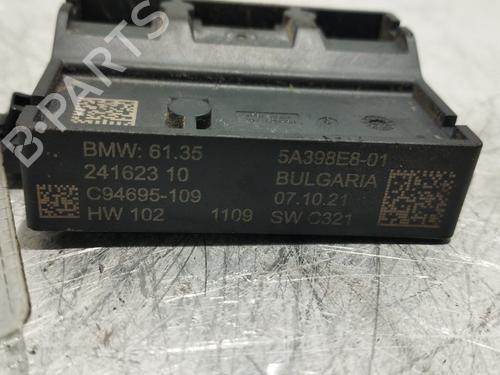 B-PARTS
BMW: 61.35 5A398E8-01
241623 10 BULGARIA
C94695-109 07.10.21
HW 102 1109 SW C321